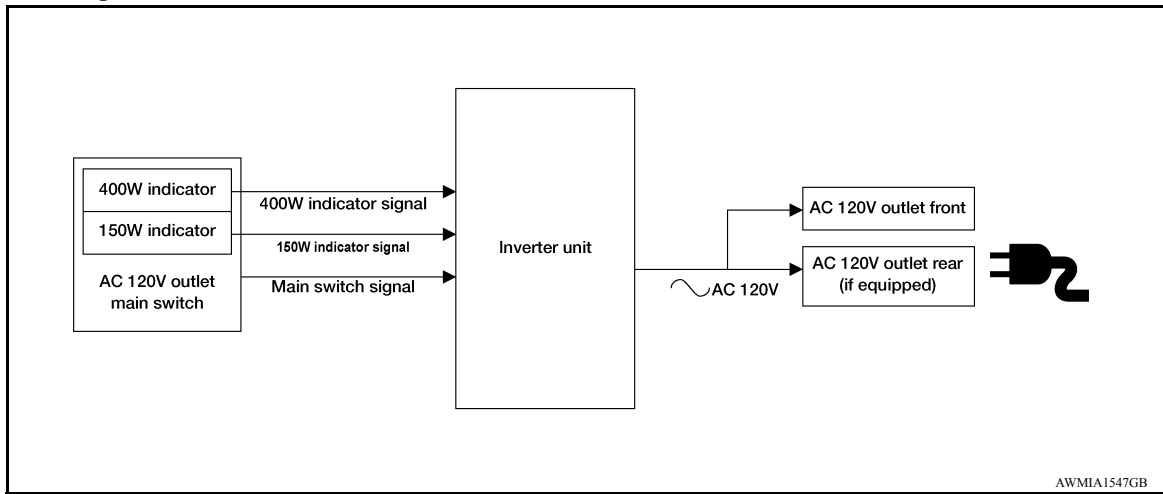 400W indicator
150W indicator
AC 120V outlet
main switch
400W indicator signal
150W indicator signal
Main switch signal
Inverter unit
AC 120V
AC 120V outlet front
AC 120V outlet rear
(if equipped)
AWMIA1547GB